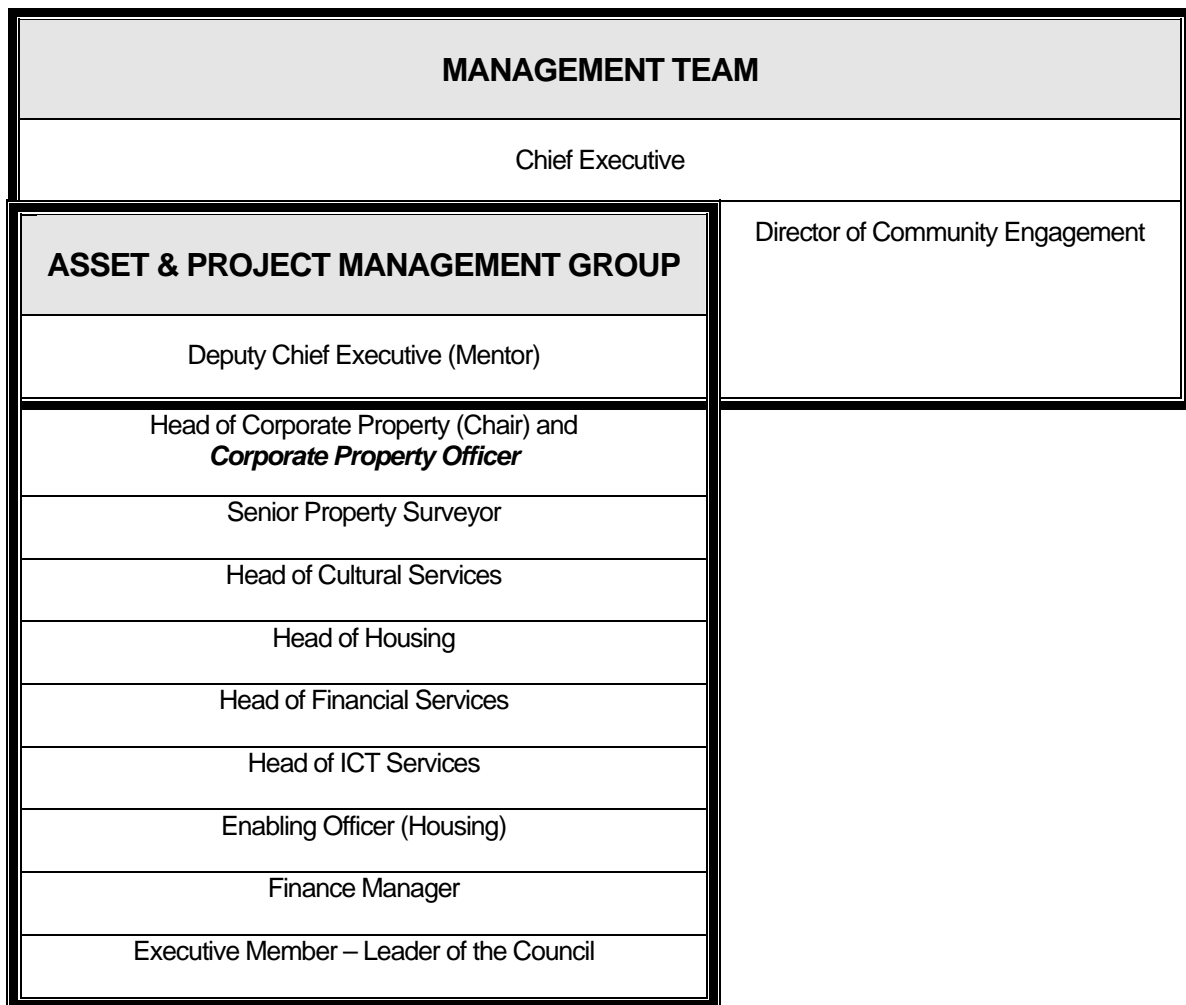 MANAGEMENT TEAM
Chief Executive
ASSET & PROJECT MANAGEMENT GROUP
Director of Community Engagement
Deputy Chief Executive (Mentor)
Head of Corporate Property (Chair) and
Corporate Property Officer
Senior Property Surveyor
Head of Cultural Services
Head of Housing
Head of Financial Services
Head of ICT Services
Enabling Officer (Housing)
Finance Manager
Executive Member – Leader of the Council